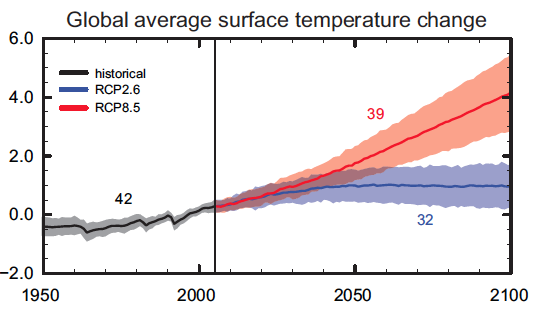 Global average surface temperature change
6.0
historical
RCP2.6
RCP8.5
4.0
39
2.0
42
0.0
32
−2.0
1950 2000 2050 2100